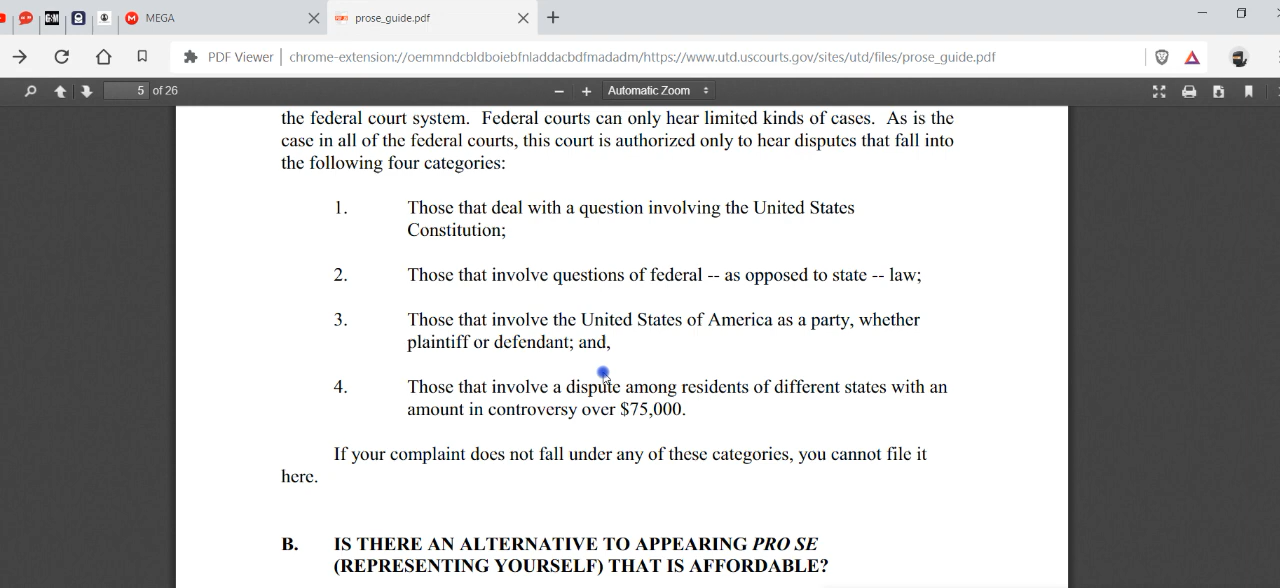 MEGA
prose_guide.pdf
PDF Viewer chrome-extension://oemmndcbldboiebfnladdacbdfmadadm/https://www.utd.uscourts.gov/sites/utd/files/prose_guide.pdf
5 of 26
Automatic Zoom
the federal court system. Federal courts can only hear limited kinds of cases. As is the
case in all of the federal courts, this court is authorized only to hear disputes that fall into
the following four categories:
1. Those that deal with a question involving the United States
Constitution;
2. Those that involve questions of federal -- as opposed to state -- law;
3. Those that involve the United States of America as a party, whether
plaintiff or defendant; and,
4. Those that involve a dispute among residents of different states with an
amount in controversy over $75,000.
If your complaint does not fall under any of these categories, you cannot file it
here.
B. IS THERE AN ALTERNATIVE TO APPEARING PRO SE
(REPRESENTING YOURSELF) THAT IS AFFORDABLE?